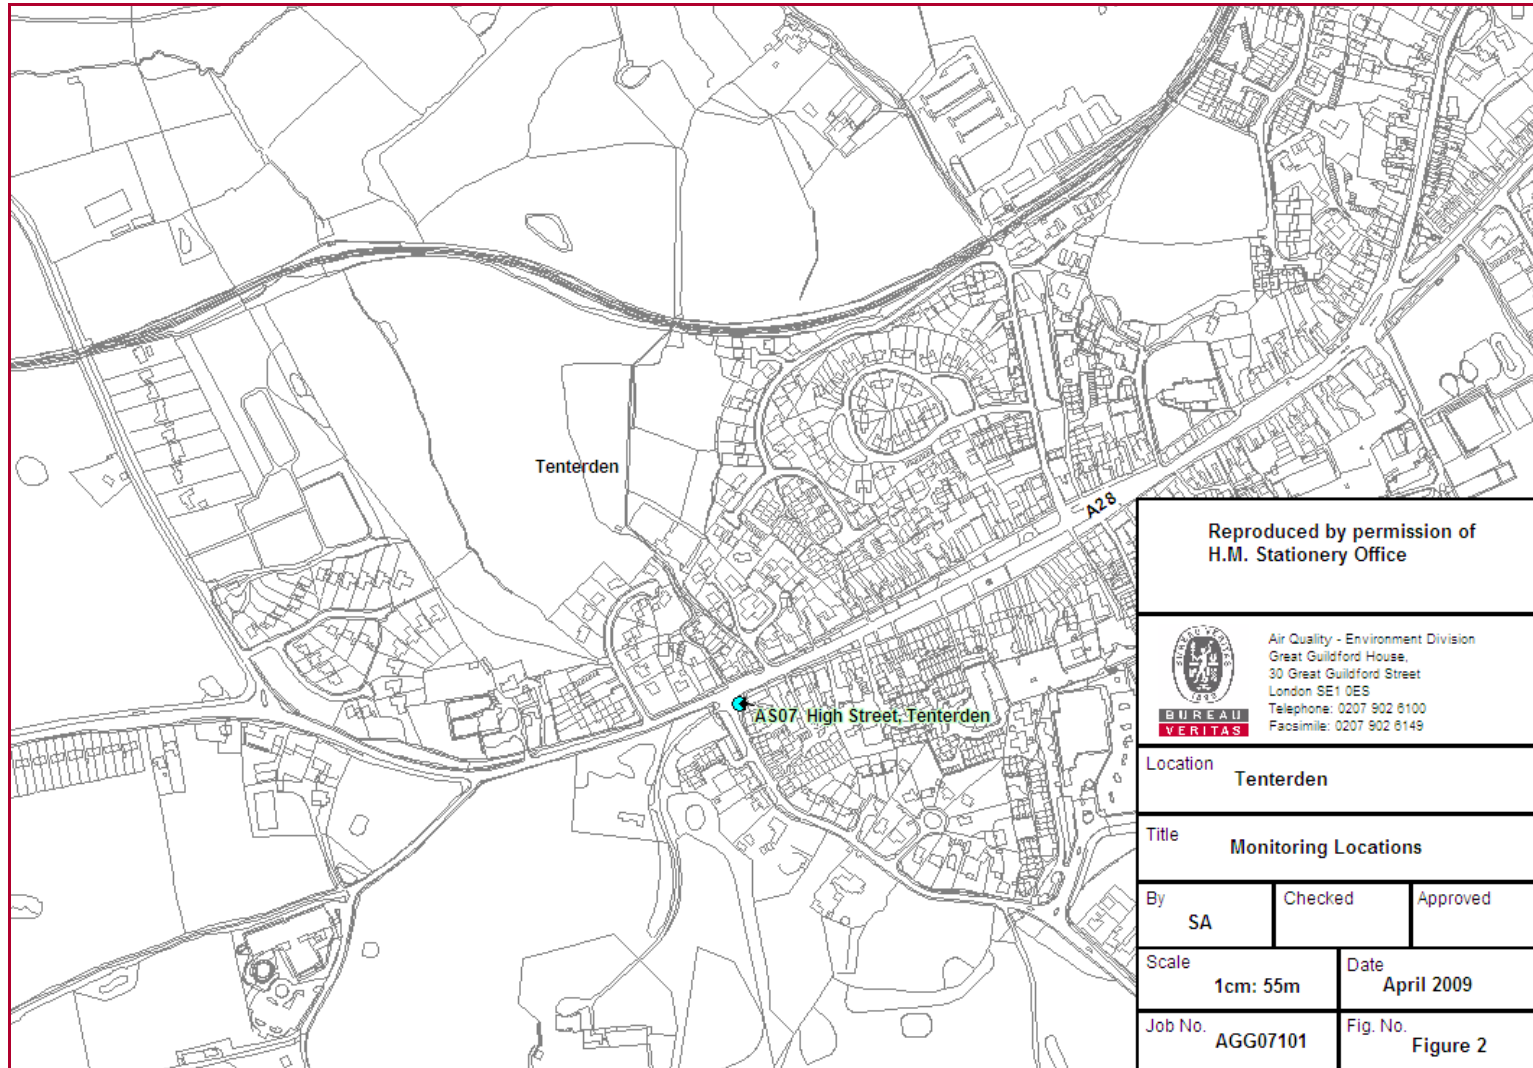 Tenterden
A28
AS07 High Street, Tenterden
Reproduced by permission of
H.M. Stationery Office
BUREAU VERITAS
1828
BUREAU
VERITAS
Air Quality - Environment Division
Great Guildford House,
30 Great Guildford Street
London SE1 0ES
Telephone: 0207 902 6100
Facsimile: 0207 902 6149
Location
Tenterden
Title
Monitoring Locations
By
SA
Checked
Approved
Scale
1cm: 55m
Date
April 2009
Job No.
AGG07101
Fig. No.
Figure 2